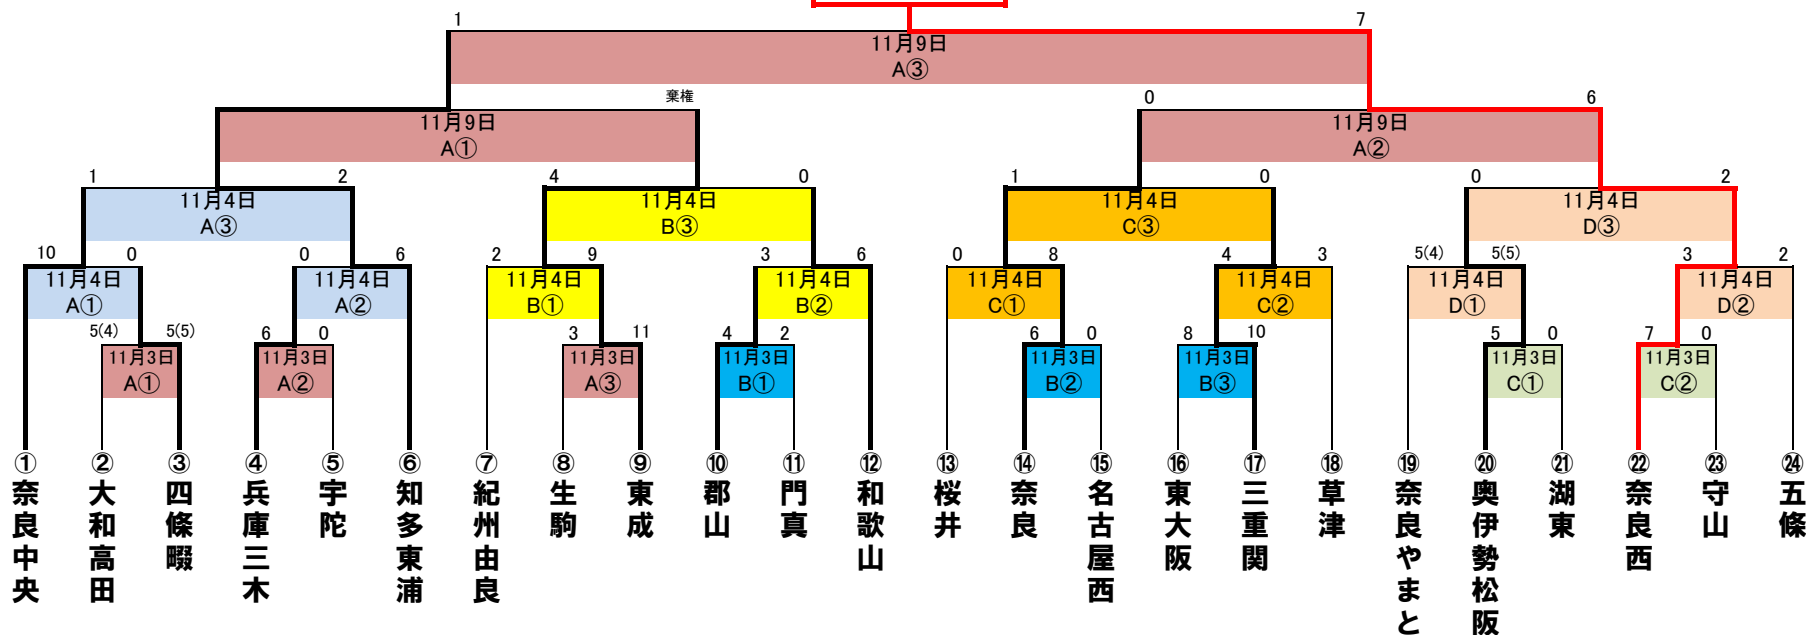 1 7
11月9日
A③
棄権 0 6
11月9日 11月9日
A① A②
1 2 4 0 1 0 0 2
11月4日 11月4日 11月4日 11月4日
A③ B③ C③ D③
10 0 0 6 2 9 3 6 0 8 4 3 5(4) 5(5) 3 2
11月4日 11月4日 11月4日 11月4日 11月4日 11月4日 11月4日 11月4日
A① A② B① B② C① C② D① D②
5(4) 5(5) 6 0 3 11 4 2 6 0 8 10 5 0 7 0
11月3日 11月3日 11月3日 11月3日 11月3日 11月3日 11月3日 11月3日
A① A② A③ B① B② B③ C① C②
① ② ③ ④ ⑤ ⑥ ⑦ ⑧ ⑨ ⑩ ⑪ ⑫ ⑬ ⑭ ⑮ ⑯ ⑰ ⑱ ⑲ ⑳ ㉑ ㉒ ㉓ ㉔
奈良中央
大和高田
四條畷
兵庫三木
宇陀
知多東浦
紀州由良
生駒
東成
郡山
門真
和歌山
桜井
奈良
名古屋西
東大阪
三重関
草津
奈良やまと
奥伊勢松阪
湖東
奈良西
守山
五條